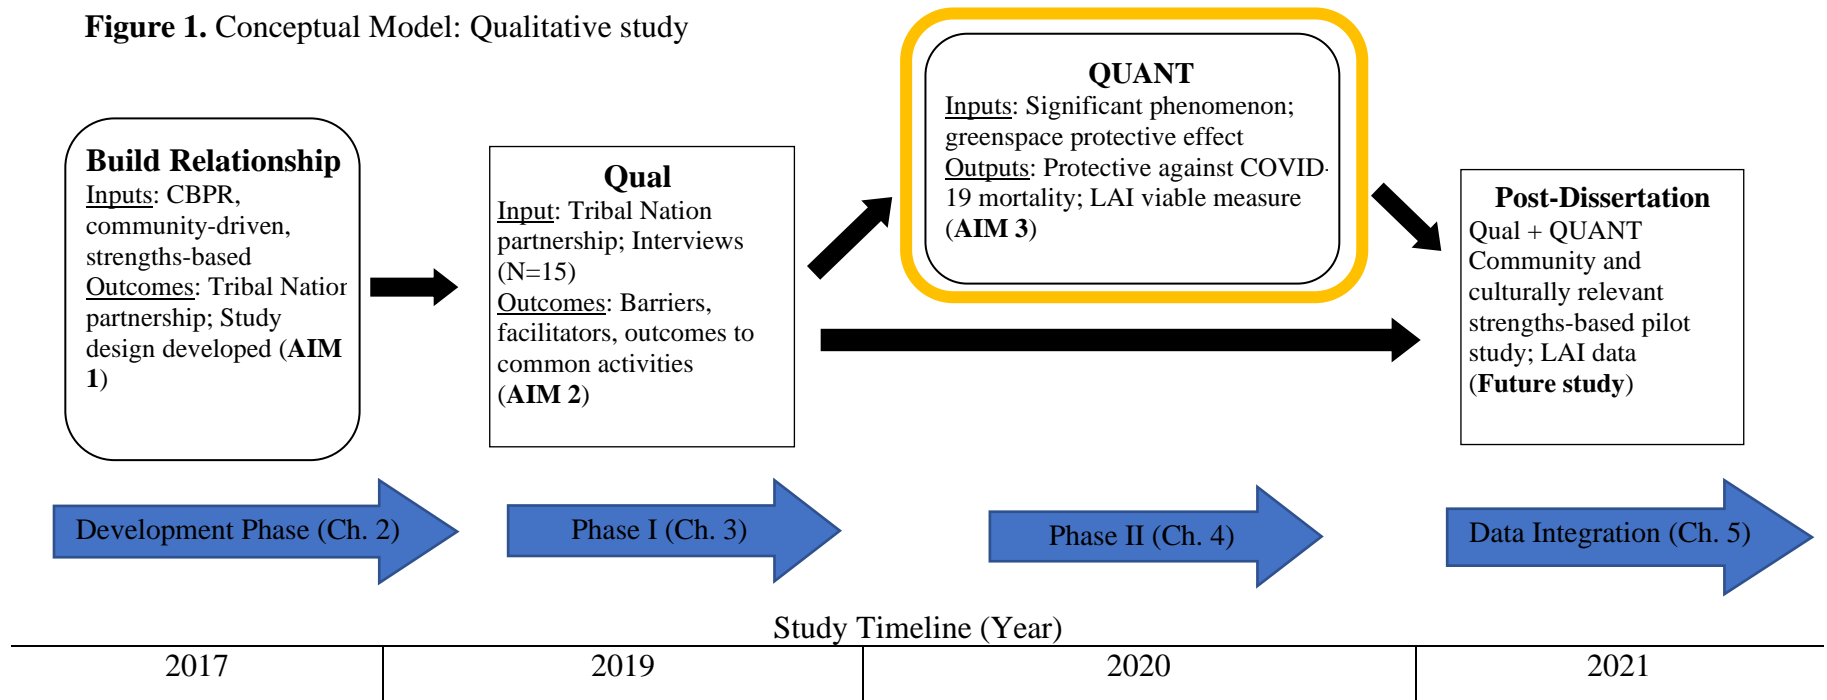 Figure 1. Conceptual Model: Qualitative study
Build Relationship
Inputs: CBPR,
community-driven,
strengths-based
Outcomes: Tribal Nation
partnership; Study
design developed (AIM
1)
Qual
Input: Tribal Nation
partnership; Interviews
(N=15)
Outcomes: Barriers,
facilitators, outcomes to
common activities
(AIM 2)
QUANT
Inputs: Significant phenomenon;
greenspace protective effect
Outputs: Protective against COVID-
19 mortality; LAI viable measure
(AIM 3)
Post-Dissertation
Qual + QUANT
Community and
culturally relevant
strengths-based pilot
study; LAI data
(Future study)
Development Phase (Ch. 2)
Phase I (Ch. 3)
Phase II (Ch. 4)
Data Integration (Ch. 5)
Study Timeline (Year)
2017
2019
2020
2021